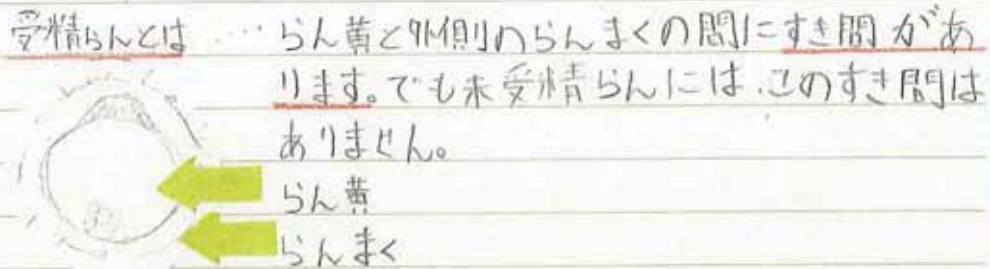 受精らんとは … らん黄と外側のらんまくの間にすき間があ
ります。でも未受精らんには、このすき間は
ありません。
らん黄
らんまく